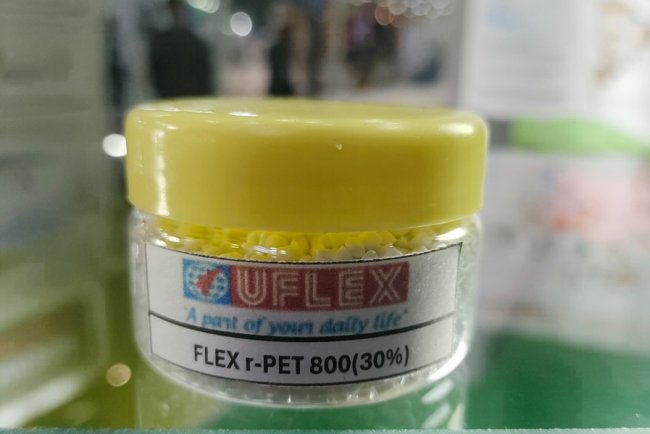 UFLEX
"A part of your daily life"
FLEX r-PET 800(30%)